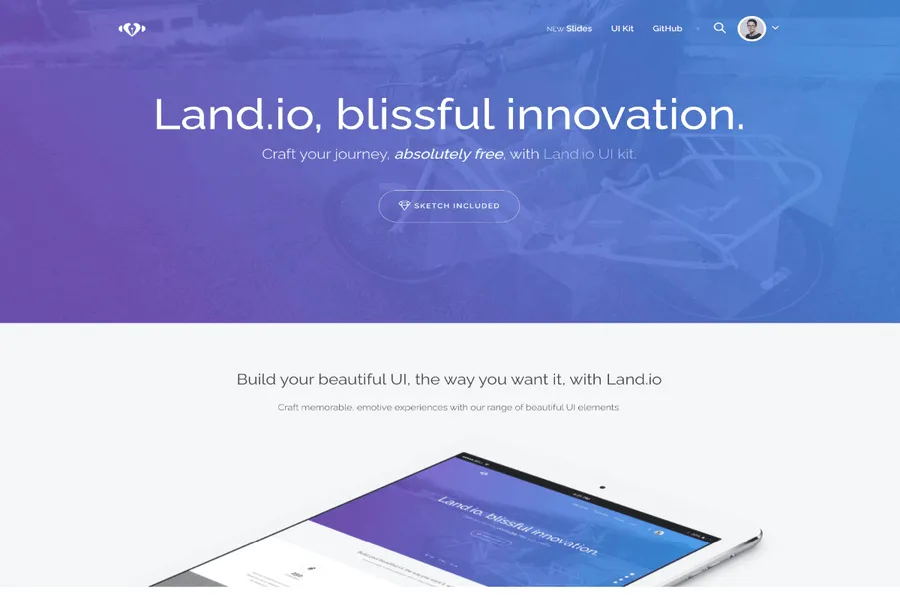 NEW Slides UI Kit GitHub
Land.io, blissful innovation.
Craft your journey, absolutely free, with Land.io UI kit.
SKETCH INCLUDED
Build your beautiful UI, the way you want it, with Land.io
Craft memorable, emotive experiences with our range of beautiful UI elements
Land.io, blissful innovation.